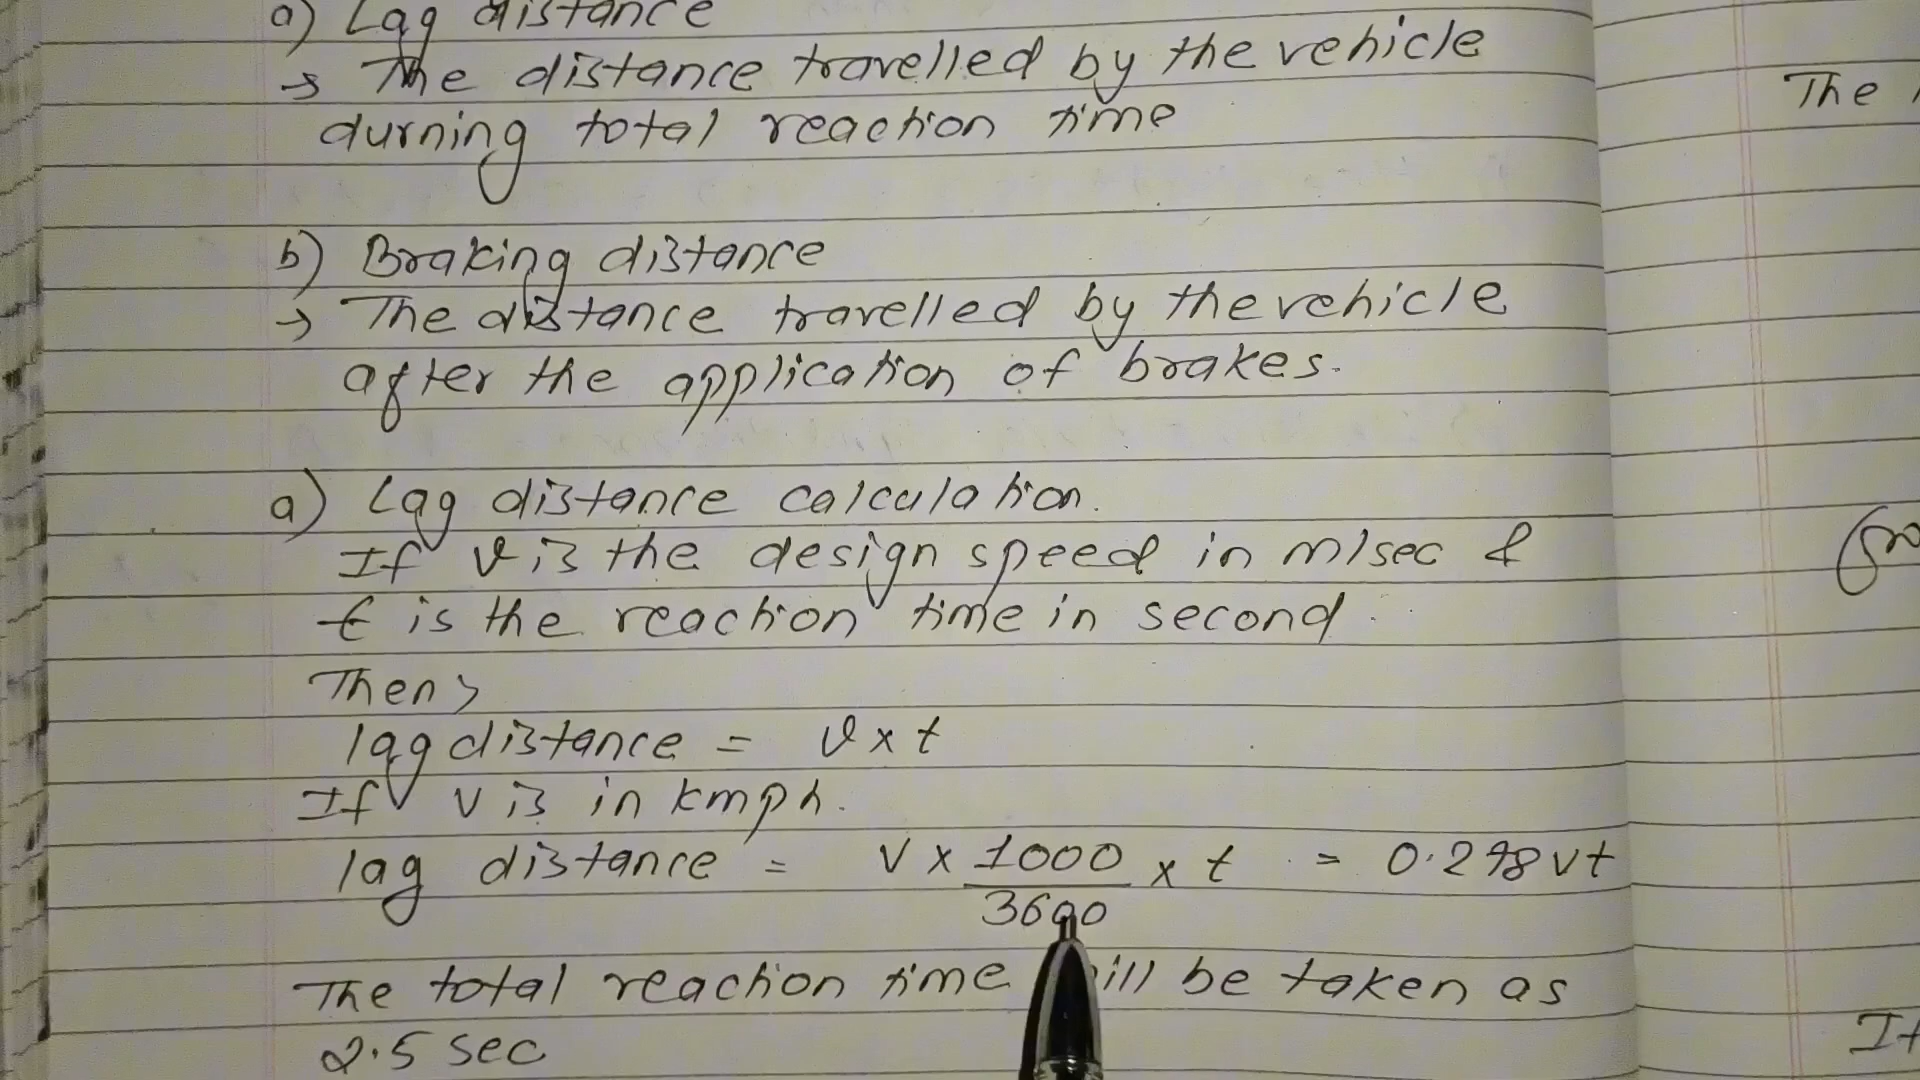 a) Lag distance
→ The distance travelled by the vehicle
durning total reaction time
b) Braking distance
→ The distance travelled by the vehicle
after the application of brakes.
a) Lag distance calculation.
If v is the design speed in m/sec &
t is the reaction time in second.
Then,
lag distance = v x t
If V is in kmph.
lag distance = V x 1000/3600 x t = 0.278 Vt
The total reaction time will be taken as
2.5 sec
The
If